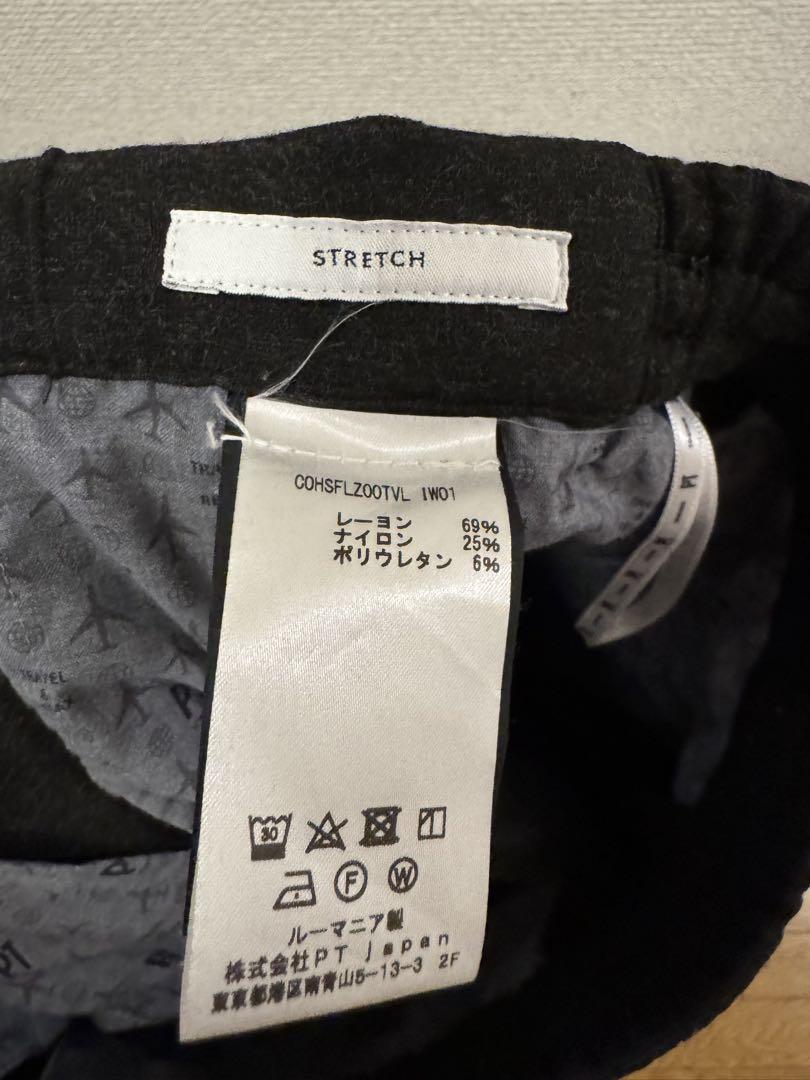 STRETCH
COHSFLZ00TVL IW01
レーヨン 69%
ナイロン 25%
ポリウレタン 6%
30
F
W
ルーマニア製
株式会社PT Japan
東京都港区南青山5-13-3 2F
TRAVEL
&
M